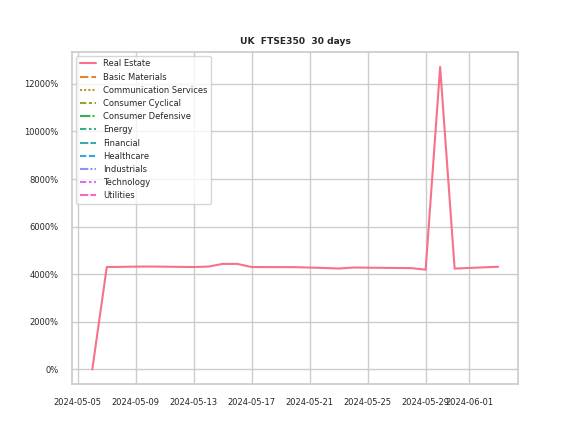 UK FTSE350 30 days
Real Estate
Basic Materials
Communication Services
Consumer Cyclical
Consumer Defensive
Energy
Financial
Healthcare
Industrials
Technology
Utilities
12000%
10000%
8000%
6000%
4000%
2000%
0%
2024-05-05 2024-05-09 2024-05-13 2024-05-17 2024-05-21 2024-05-25 2024-05-29 2024-06-01